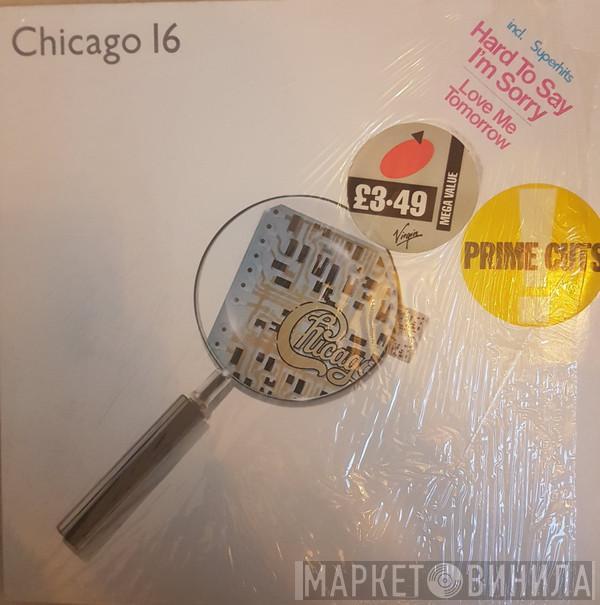 Chicago 16
incl. Superhits
Hard To Say
I'm Sorry
Love Me
Tomorrow
£3·49
MEGA VALUE
Virgin
PRIME CUTS
Chicago
МАРКЕТ ВИНИЛА